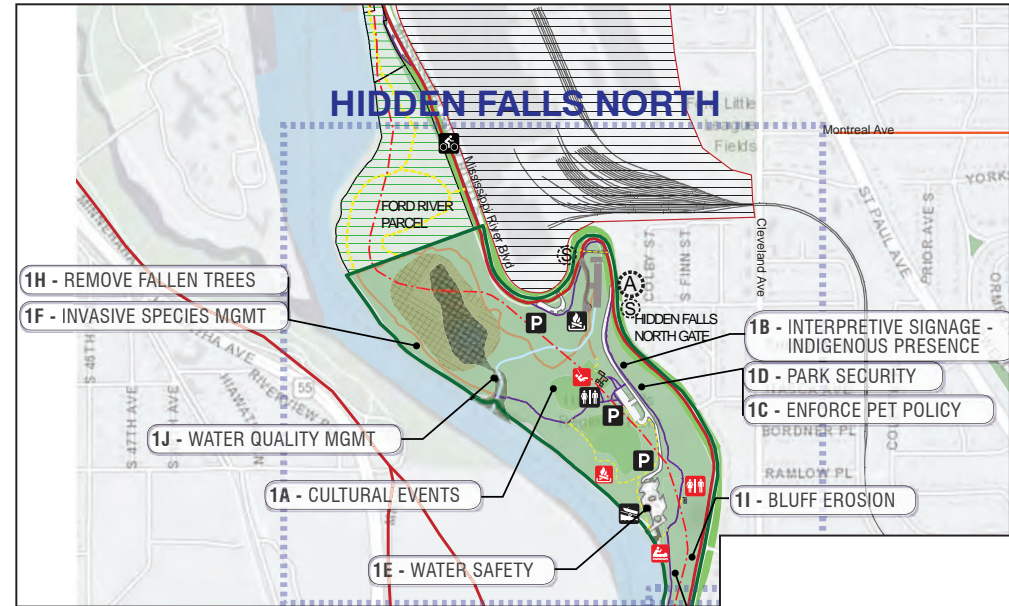 HIDDEN FALLS NORTH
Little
League
Fields
Montreal Ave
YORKS
ST PAUL AVE
PRIOR AVE S
Mississippi River Blvd
FORD RIVER
PARCEL
Cleveland Ave
COLBY ST
S FINN ST
S
A
S
HIDDEN FALLS
NORTH GATE
1H - REMOVE FALLEN TREES
1F - INVASIVE SPECIES MGMT
P
1B - INTERPRETIVE SIGNAGE -
INDIGENOUS PRESENCE
1D - PARK SECURITY
1C - ENFORCE PET POLICY
S 46TH AVE
S 47TH AVE
55
P
BORDNER PL
1J - WATER QUALITY MGMT
P
RAMLOW PL
1A - CULTURAL EVENTS
1I - BLUFF EROSION
1E - WATER SAFETY